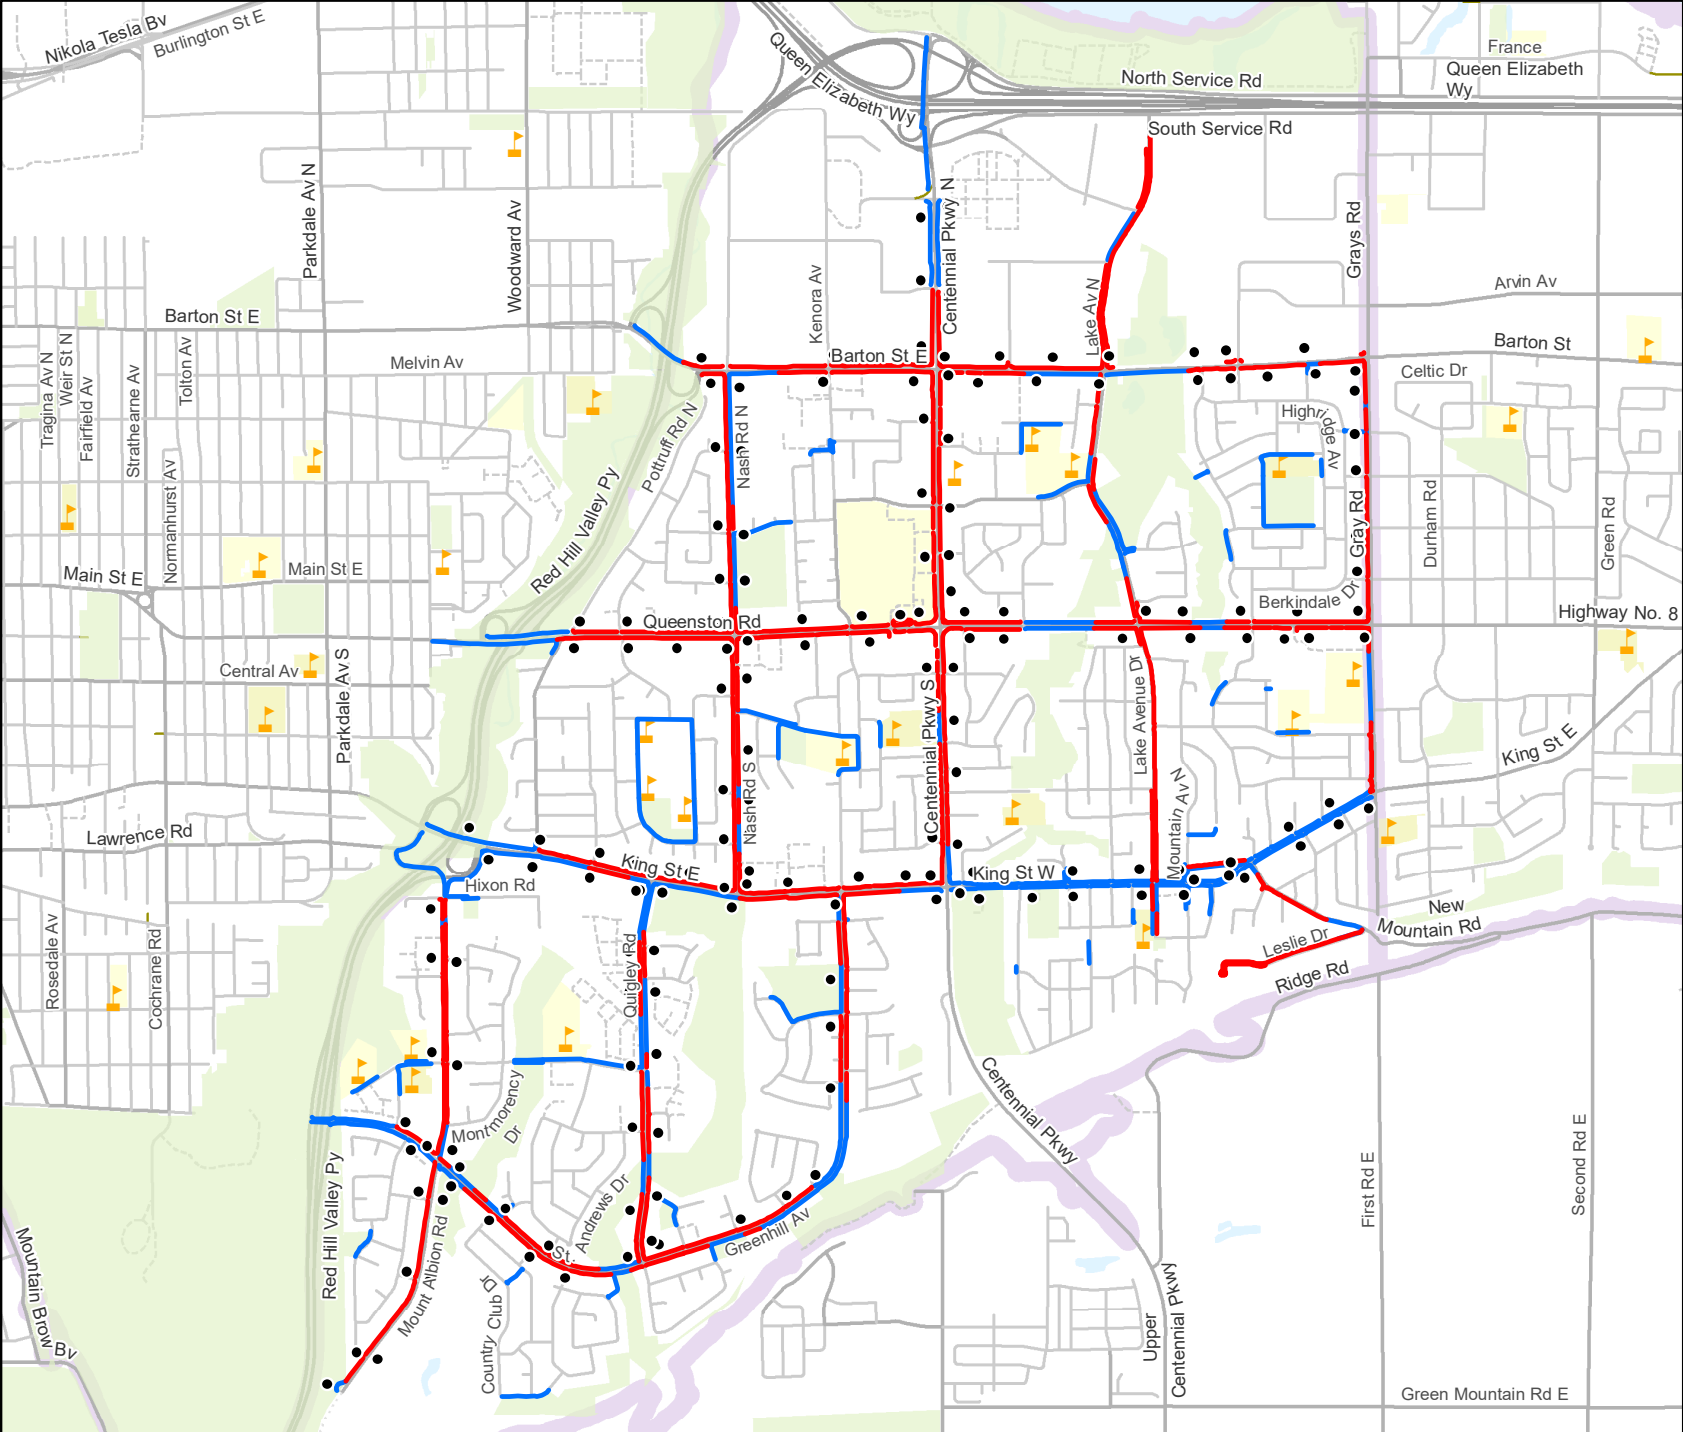 Nikola Tesla Bv
Burlington St E
Queen Elizabeth Wy
North Service Rd
France
Queen Elizabeth
Wy
South Service Rd
Parkdale Av N
Woodward Av
Centennial Pkwy N
Grays Rd
Kenora Av
Lake Av N
Arvin Av
Barton St E
Barton St E
Barton St
Melvin Av
Celtic Dr
Tragina Av N
Weir St N
Fairfield Av
Strathearne Av
Tolton Av
Normanhurst Av
Pottruff Rd N
Nash Rd N
Highridge Av
Red Hill Valley Py
Gray Rd
Durham Rd
Green Rd
Main St E
Main St E
Berkindale Dr
Queenston Rd
Highway No. 8
Central Av
Parkdale Av S
Centennial Pkwy S
Lake Avenue Dr
King St E
Nash Rd S
Mountain Av N
Lawrence Rd
King St E
King St W
Hixon Rd
New
Mountain Rd
Leslie Dr
Ridge Rd
Rosedale Av
Cochrane Rd
Quigley Rd
Centennial Pkwy
Montmorency
Dr
Red Hill Valley Py
St. Andrews Dr
Greenhill Av
Mount Albion Rd
First Rd E
Second Rd E
Mountain Brow Bv
Country Club Dr
Upper
Centennial Pkwy
Green Mountain Rd E